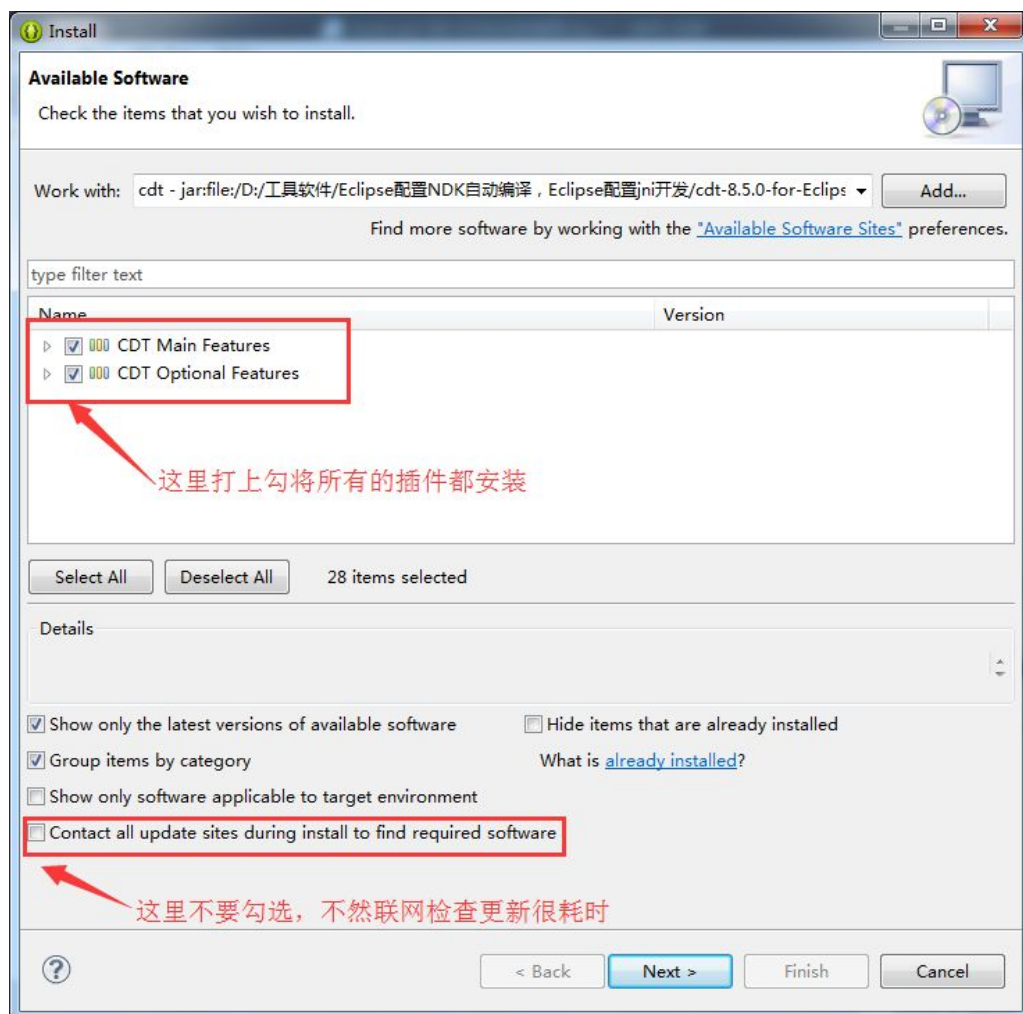 Install
Available Software
Check the items that you wish to install.
Work with: cdt - jar:file:/D:/工具软件/Eclipse配置NDK自动编译，Eclipse配置jni开发/cdt-8.5.0-for-Eclips Add...
Find more software by working with the "Available Software Sites" preferences.
type filter text
Name Version
CDT Main Features
CDT Optional Features
这里打上勾将所有的插件都安装
Select All Deselect All 28 items selected
Details
Show only the latest versions of available software Hide items that are already installed
Group items by category What is already installed?
Show only software applicable to target environment
Contact all update sites during install to find required software
这里不要勾选，不然联网检查更新很耗时
? < Back Next > Finish Cancel